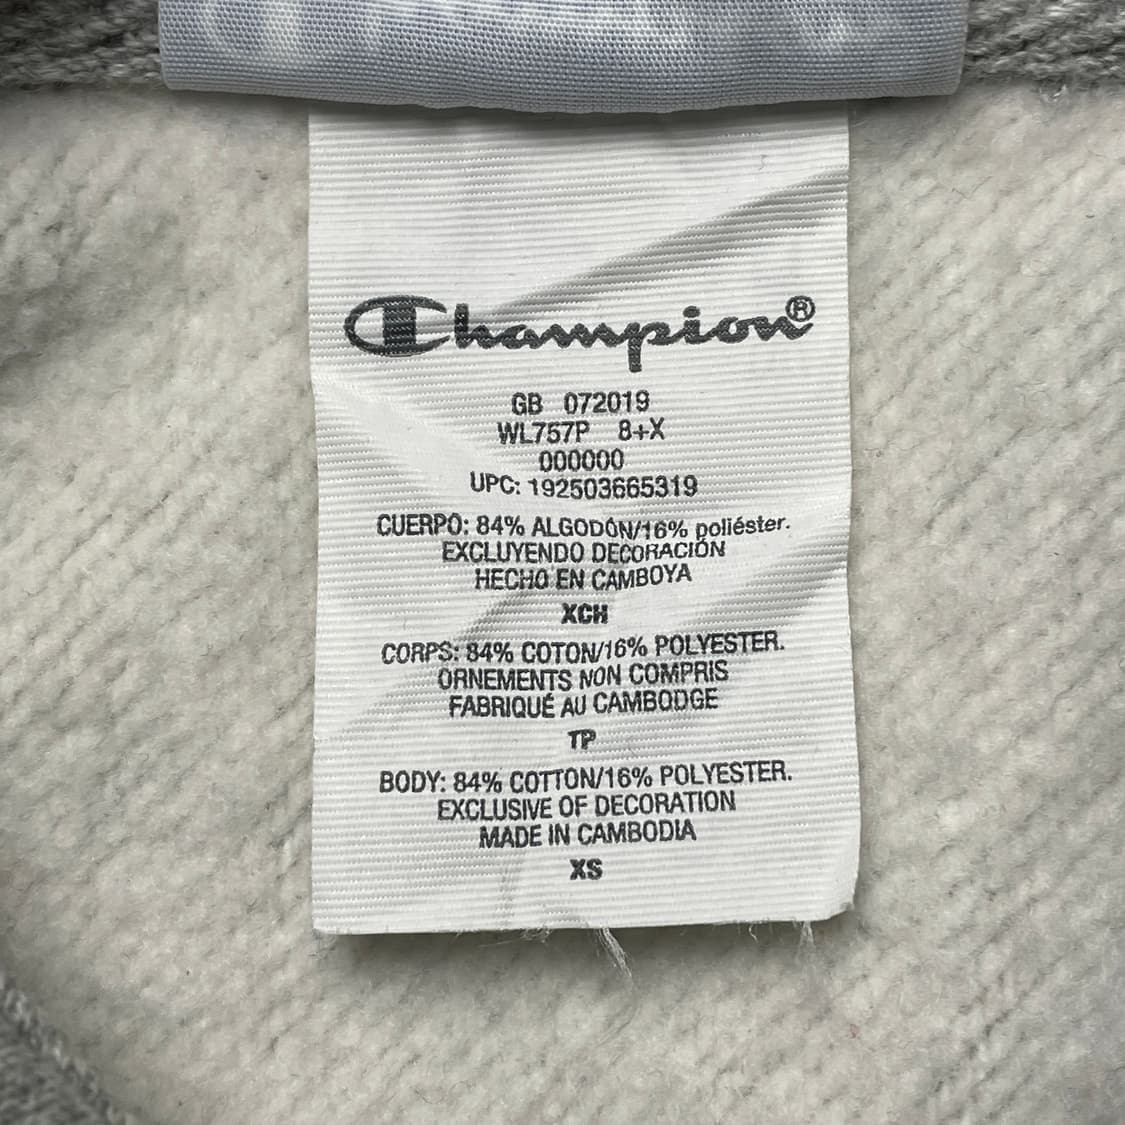 Champion®
GB 072019
WL757P 8+X
000000
UPC: 192503665319
CUERPO: 84% ALGODÓN/16% poliéster.
EXCLUYENDO DECORACIÓN
HECHO EN CAMBOYA
XCH
CORPS: 84% COTON/16% POLYESTER.
ORNEMENTS NON COMPRIS
FABRIQUÉ AU CAMBODGE
TP
BODY: 84% COTTON/16% POLYESTER.
EXCLUSIVE OF DECORATION
MADE IN CAMBODIA
XS